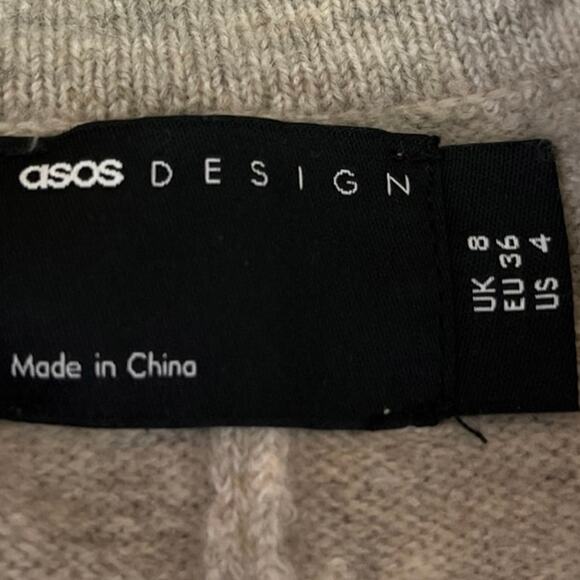 asos DESIGN
Made in China
UK 8
EU 36
US 4